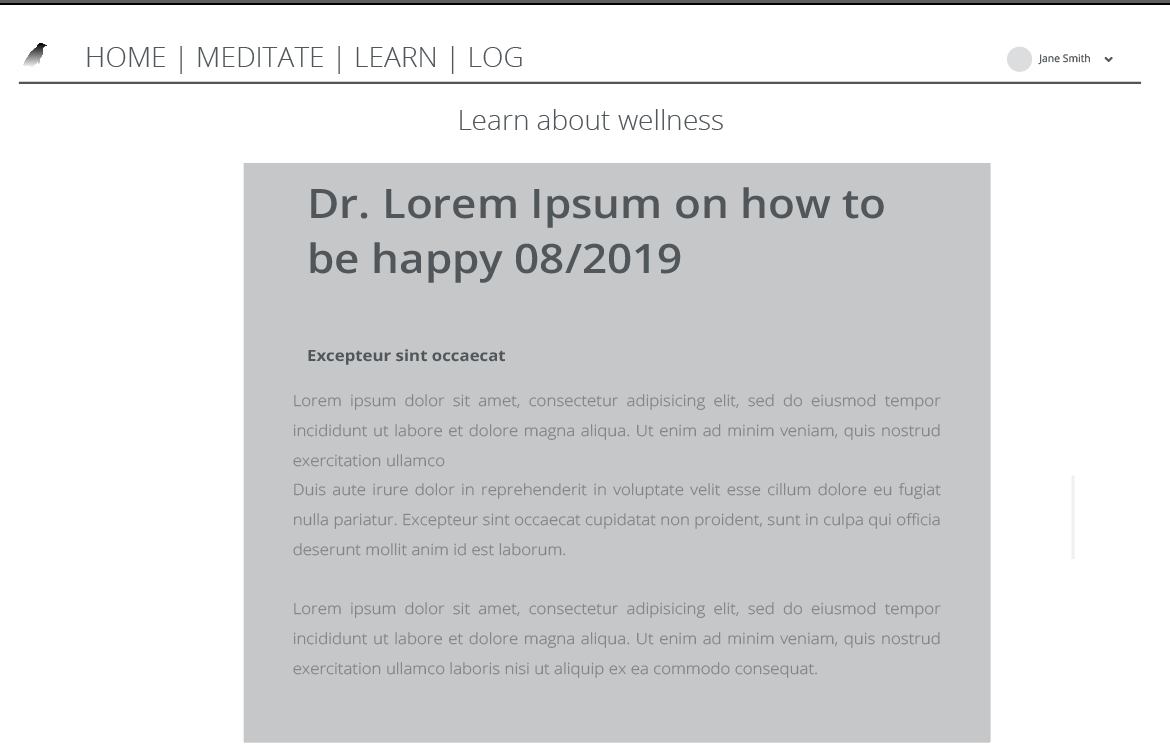 HOME | MEDITATE | LEARN | LOG
Jane Smith
Learn about wellness
Dr. Lorem Ipsum on how to
be happy 08/2019
Excepteur sint occaecat
Lorem ipsum dolor sit amet, consectetur adipisicing elit, sed do eiusmod tempor
incididunt ut labore et dolore magna aliqua. Ut enim ad minim veniam, quis nostrud
exercitation ullamco
Duis aute irure dolor in reprehenderit in voluptate velit esse cillum dolore eu fugiat
nulla pariatur. Excepteur sint occaecat cupidatat non proident, sunt in culpa qui officia
deserunt mollit anim id est laborum.
Lorem ipsum dolor sit amet, consectetur adipisicing elit, sed do eiusmod tempor
incididunt ut labore et dolore magna aliqua. Ut enim ad minim veniam, quis nostrud
exercitation ullamco laboris nisi ut aliquip ex ea commodo consequat.